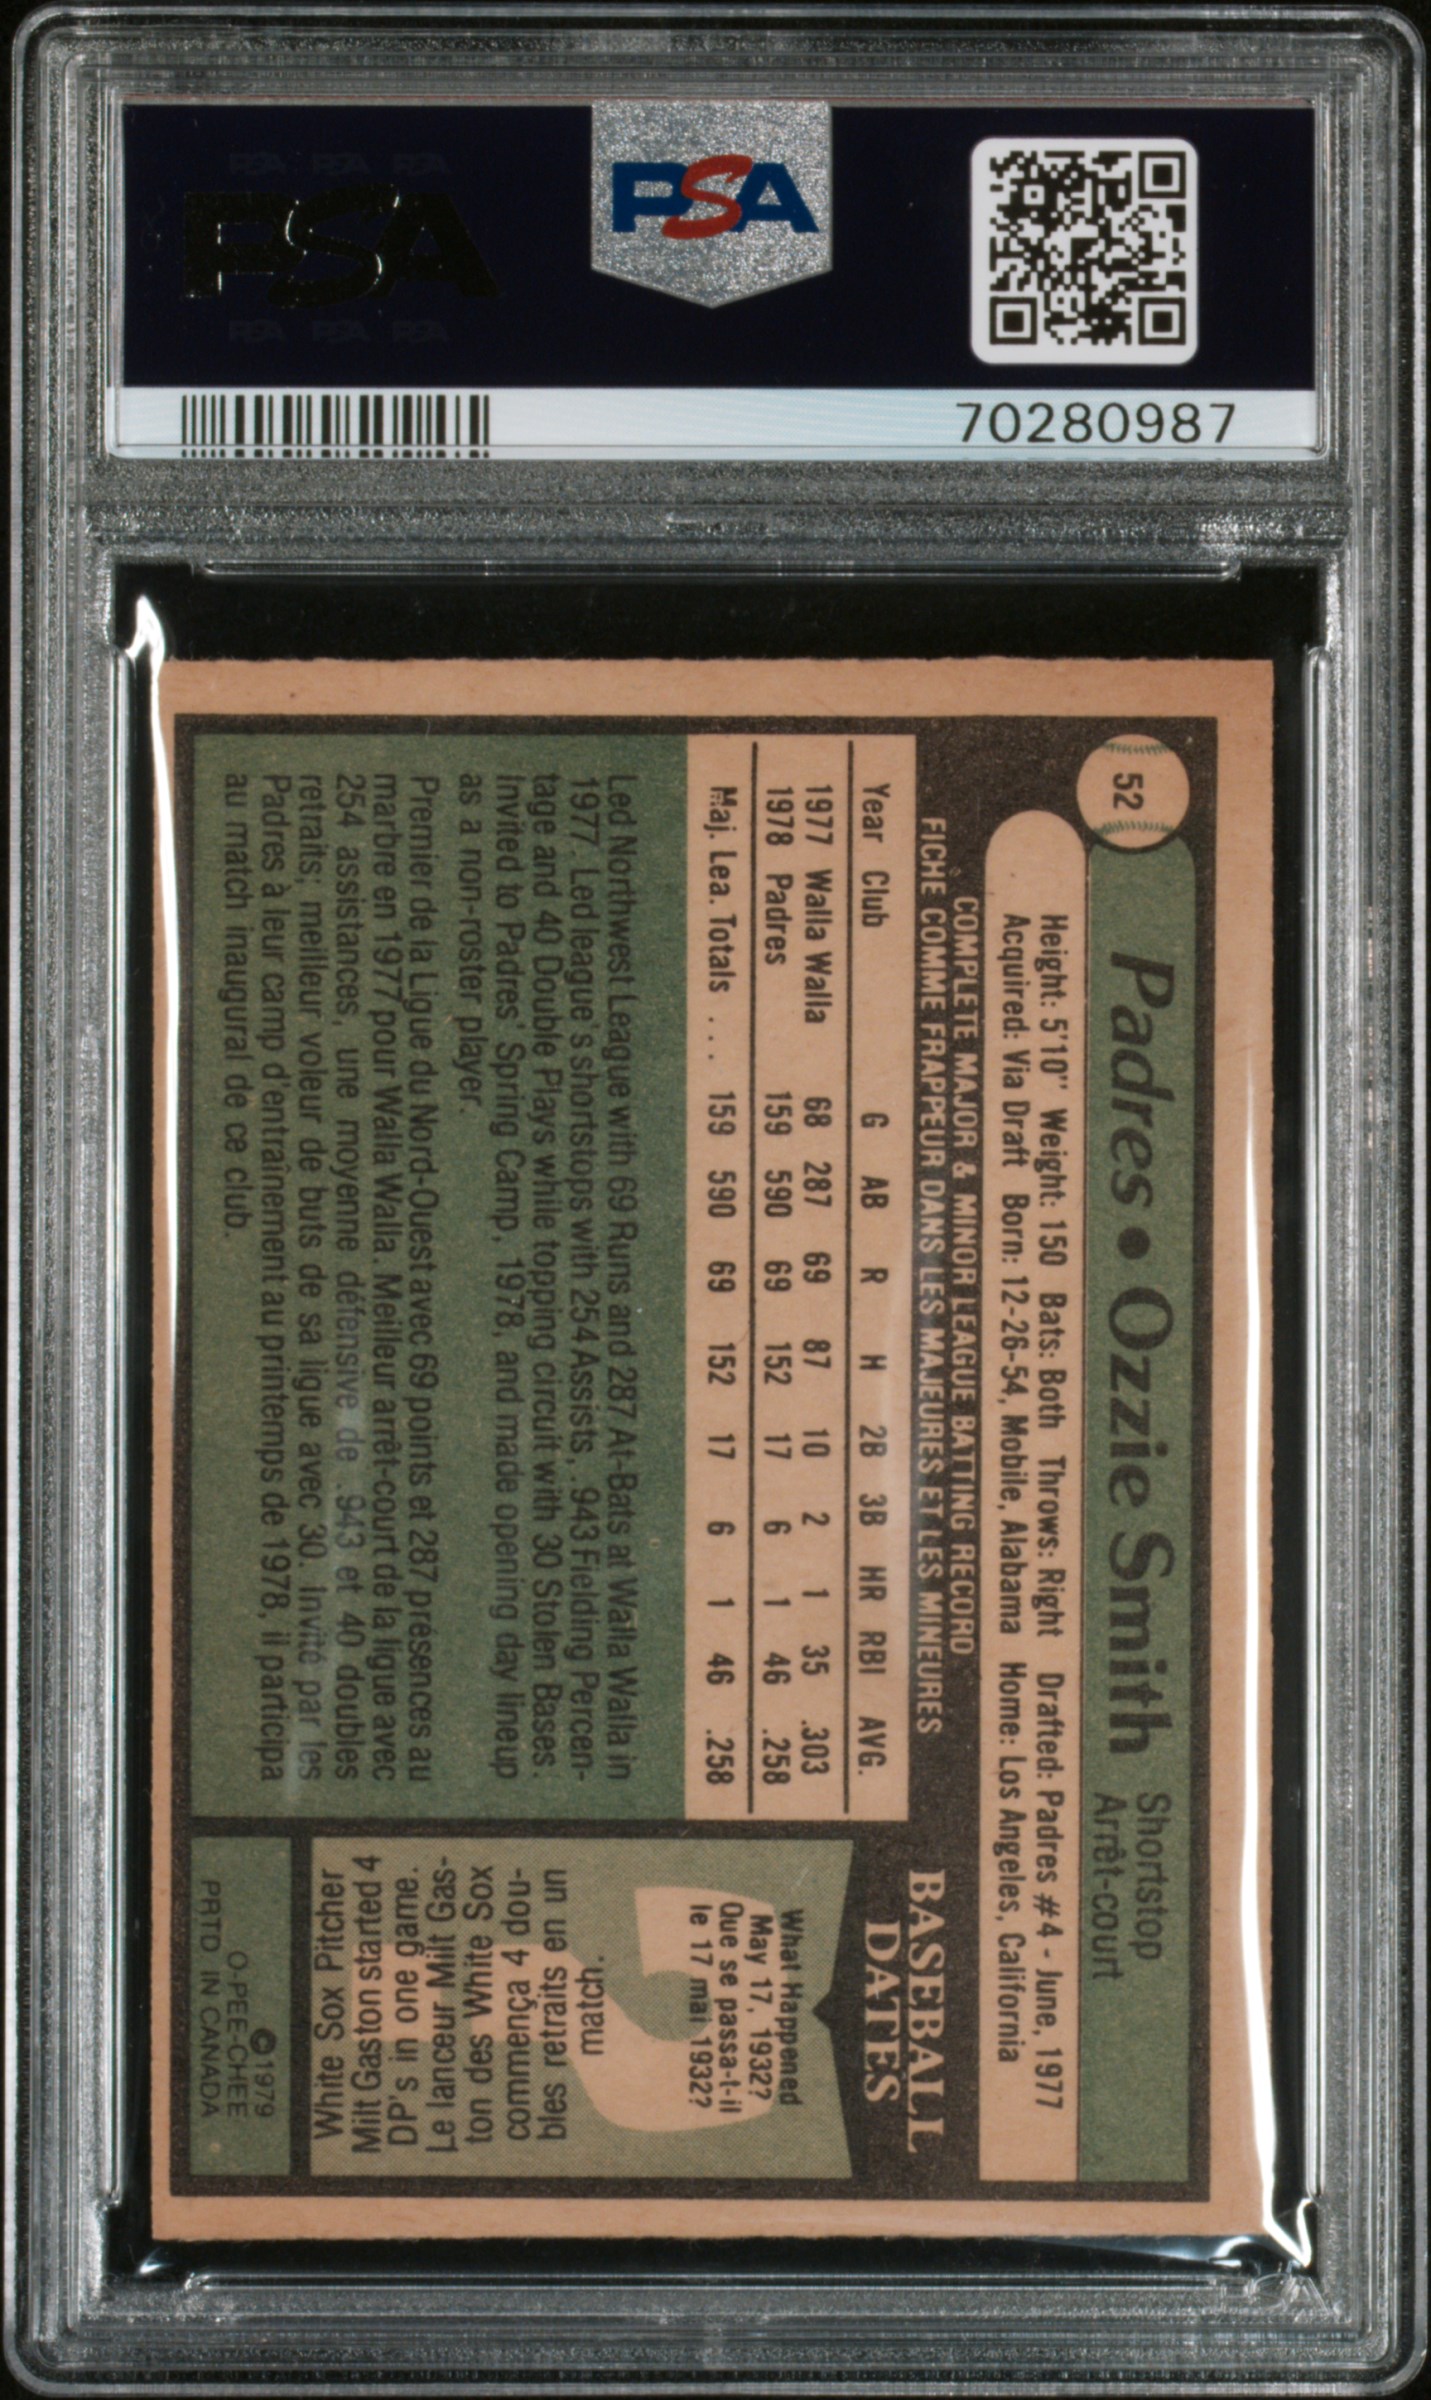 PSA PSA PSA
PSA
PSA PSA PSA
PSA
70280987
52
Padres • Ozzie Smith
Shortstop
Arrêt-court
Height: 5'10" Weight: 150 Bats: Both Throws: Right Drafted: Padres #4 - June, 1977
Acquired: Via Draft Born: 12-26-54, Mobile, Alabama Home: Los Angeles, California
COMPLETE MAJOR & MINOR LEAGUE BATTING RECORD
FICHE COMME FRAPPEUR DANS LES MAJEURES ET LES MINEURES
Year Club G AB R H 2B 3B HR RBI AVG.
1977 Walla Walla 68 287 69 87 10 2 1 35 .303
1978 Padres 159 590 69 152 17 6 1 46 .258
Maj. Lea. Totals . . . 159 590 69 152 17 6 1 46 .258
Led Northwest League with 69 Runs and 287 At-Bats at Walla Walla in
1977. Led league's shortstops with 254 Assists, .943 Fielding Percen-
tage and 40 Double Plays while topping circuit with 30 Stolen Bases.
Invited to Padres' Spring Camp, 1978, and made opening day lineup
as a non-roster player.
Premier de la Ligue du Nord-Ouest avec 69 points et 287 présences au
marbre en 1977 pour Walla Walla. Meilleur arrêt-court de la ligue avec
254 assistances, une moyenne défensive de .943 et 40 doubles
retraits; meilleur voleur de buts de sa ligue avec 30. Invité par les
Padres à leur camp d'entraînement au printemps de 1978, il participa
au match inaugural de ce club.
BASEBALL
DATES
What Happened
May 17, 1932?
Que se passa-t-il
le 17 mai 1932?
White Sox Pitcher
Milt Gaston started 4
DP's in one game.
Le lanceur Milt Gas-
ton des White Sox
commença 4 dou-
bles retraits en un
match.
©1979
O-PEE-CHEE
PRTD IN CANADA